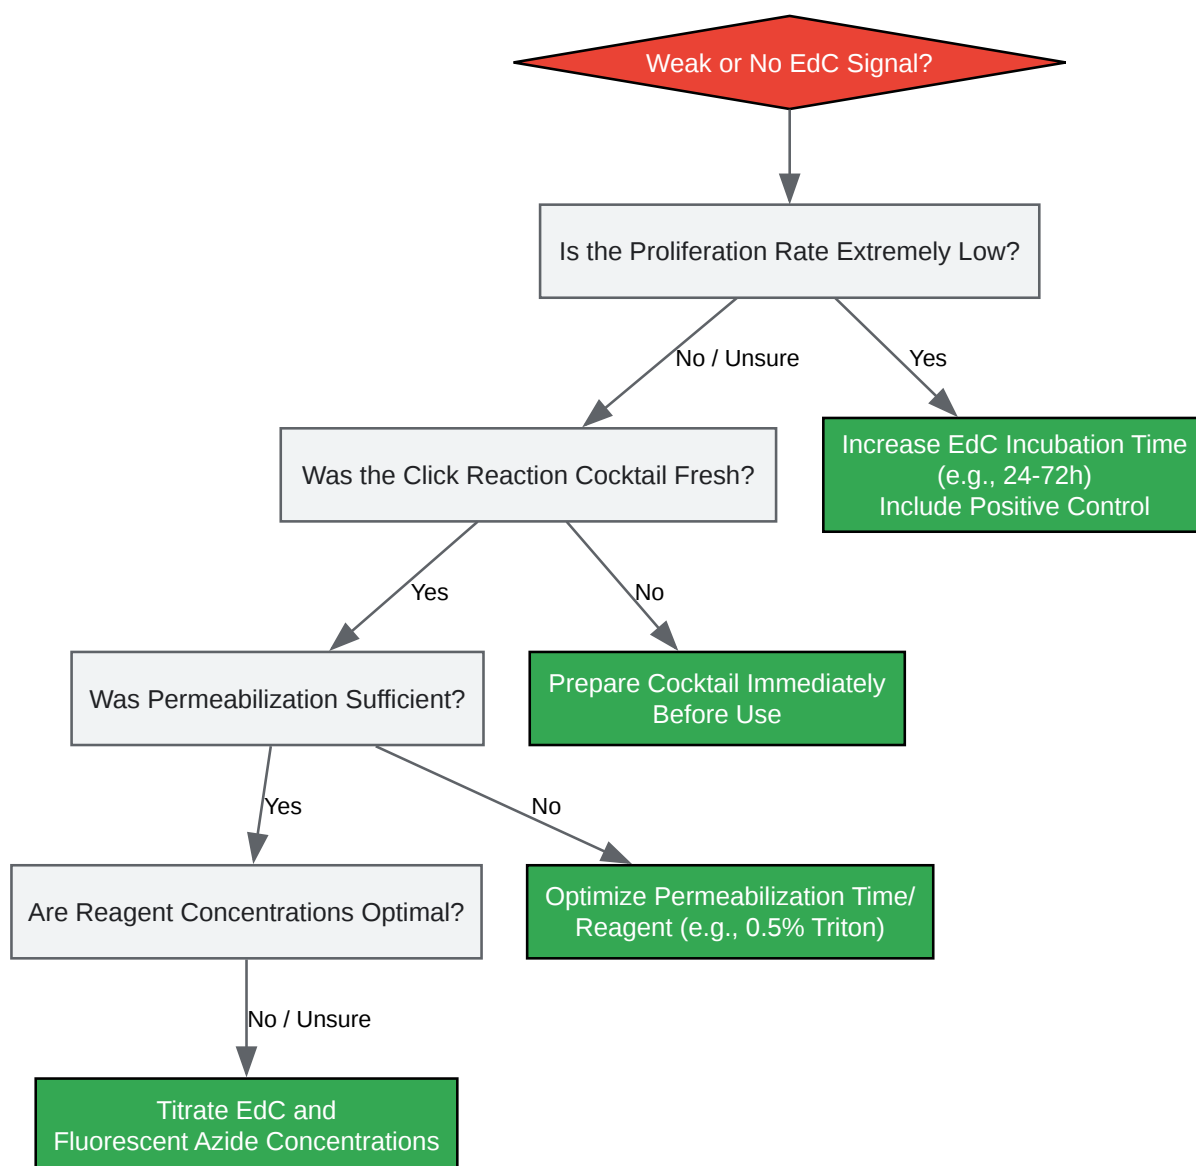 Weak or No EdC Signal?
Is the Proliferation Rate Extremely Low?
No / Unsure
Yes
Was the Click Reaction Cocktail Fresh?
Increase EdC Incubation Time
(e.g., 24-72h)
Include Positive Control
Yes
No
Was Permeabilization Sufficient?
Prepare Cocktail Immediately
Before Use
Yes
No
Are Reagent Concentrations Optimal?
Optimize Permeabilization Time/
Reagent (e.g., 0.5% Triton)
No / Unsure
Titrate EdC and
Fluorescent Azide Concentrations